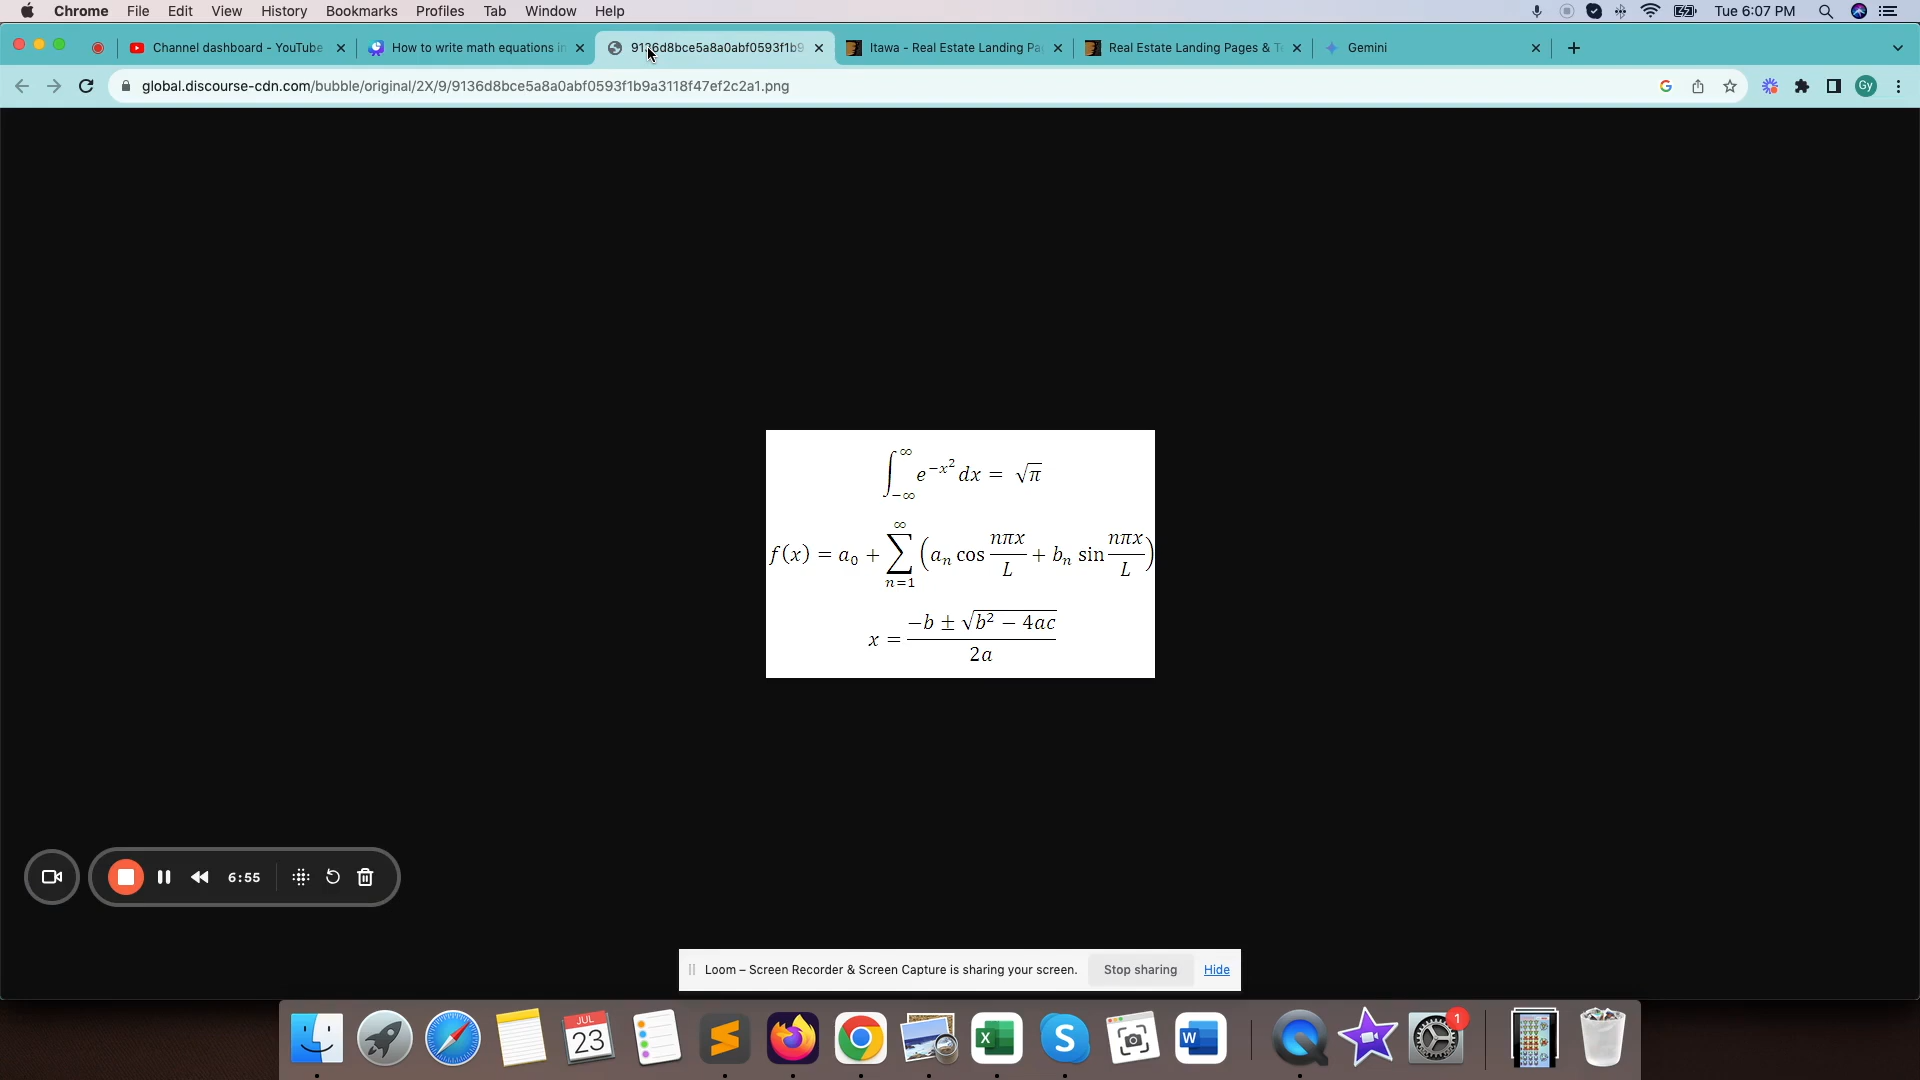 Chrome File Edit View History Bookmarks Profiles Tab Window Help Tue 6:07 PM
Channel dashboard - YouTube How to write math equations in 9136d8bce5a8a0abf0593f1b9 Itawa - Real Estate Landing Pa Real Estate Landing Pages & Te Gemini
global.discourse-cdn.com/bubble/original/2X/9/9136d8bce5a8a0abf0593f1b9a3118f47ef2c2a1.png Gy
∫_{-∞}^{∞} e^{-x^2} dx = √π
f(x) = a_0 + ∑_{n=1}^{∞} (a_n cos nπx/L + b_n sin nπx/L)
x = (-b ± √(b^2 - 4ac))/2a
6:55
Loom – Screen Recorder & Screen Capture is sharing your screen. Stop sharing Hide
JUL
23
X
S
W
1